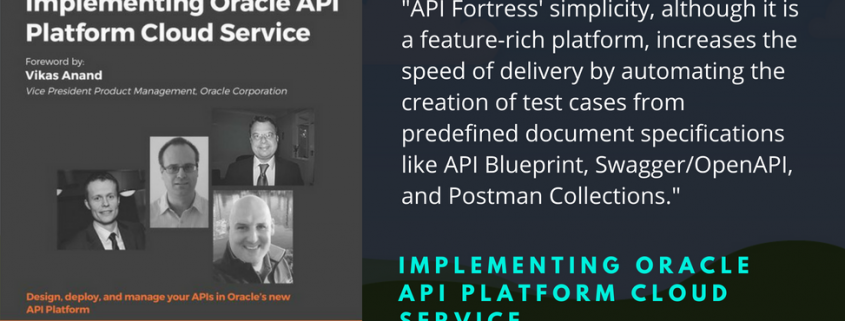 Implementing Oracle API
Platform Cloud Service
Foreword by:
Vikas Anand
Vice President Product Management, Oracle Corporation
Design, deploy, and manage your APIs in Oracle's new
API Platform
"API Fortress' simplicity, although it is
a feature-rich platform, increases the
speed of delivery by automating the
creation of test cases from
predefined document specifications
like API Blueprint, Swagger/OpenAPI,
and Postman Collections."
IMPLEMENTING ORACLE
API PLATFORM CLOUD
SERVICE